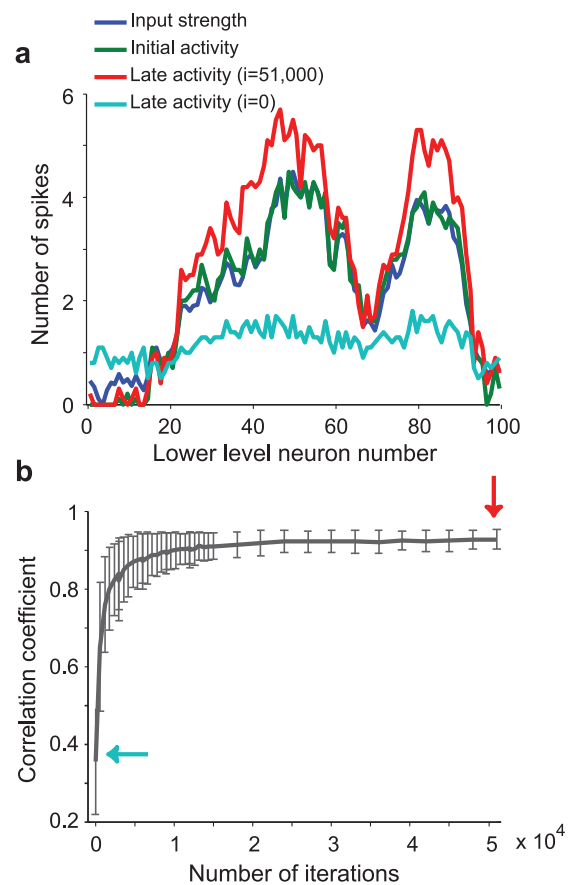 Input strength
Initial activity
a
Late activity (i=51,000)
Late activity (i=0)
6
4
2
0
Number of spikes
0 20 40 60 80 100
Lower level neuron number
b
1
0.8
0.6
0.4
0.2
Correlation coefficient
0 1 2 3 4 5 x 10⁴
Number of iterations